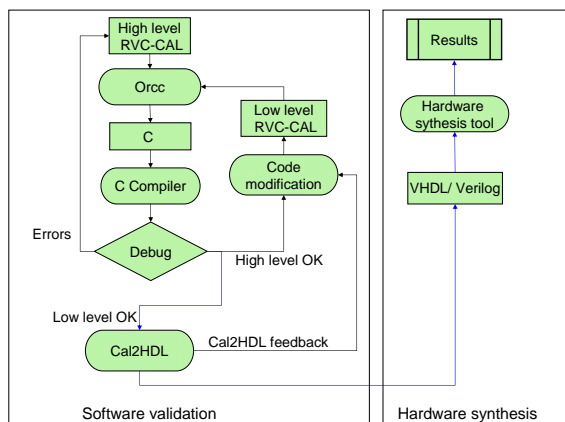 High level
RVC-CAL
Orcc
C
C Compiler
Debug
Errors
High level OK
Low level
RVC-CAL
Code
modification
Low level OK
Cal2HDL
Cal2HDL feedback
Software validation
Results
Hardware
sythesis tool
VHDL/ Verilog
Hardware synthesis